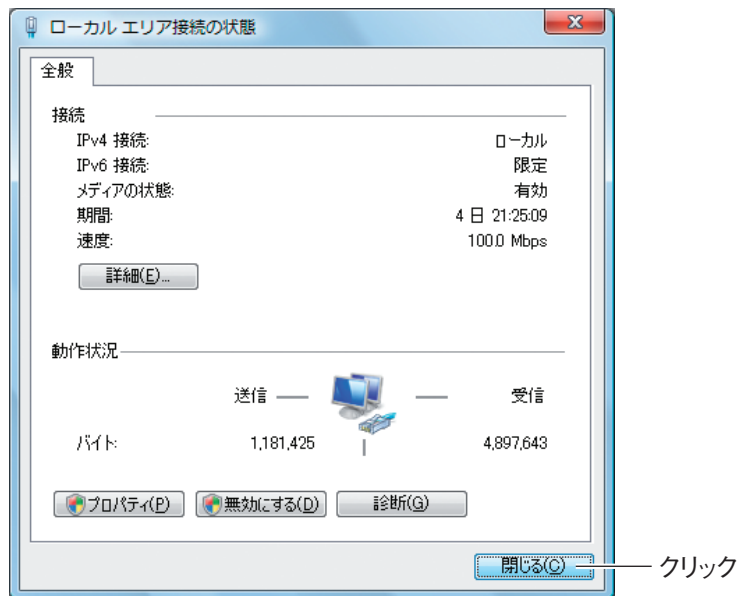 ローカル エリア接続の状態
全般
接続
IPv4 接続: ローカル
IPv6 接続: 限定
メディアの状態: 有効
期間: 4 日 21:25:09
速度: 100.0 Mbps
詳細(E)...
動作状況
送信 受信
バイト: 1,181,425 4,897,643
プロパティ(P) 無効にする(D) 診断(G)
閉じる(C) クリック